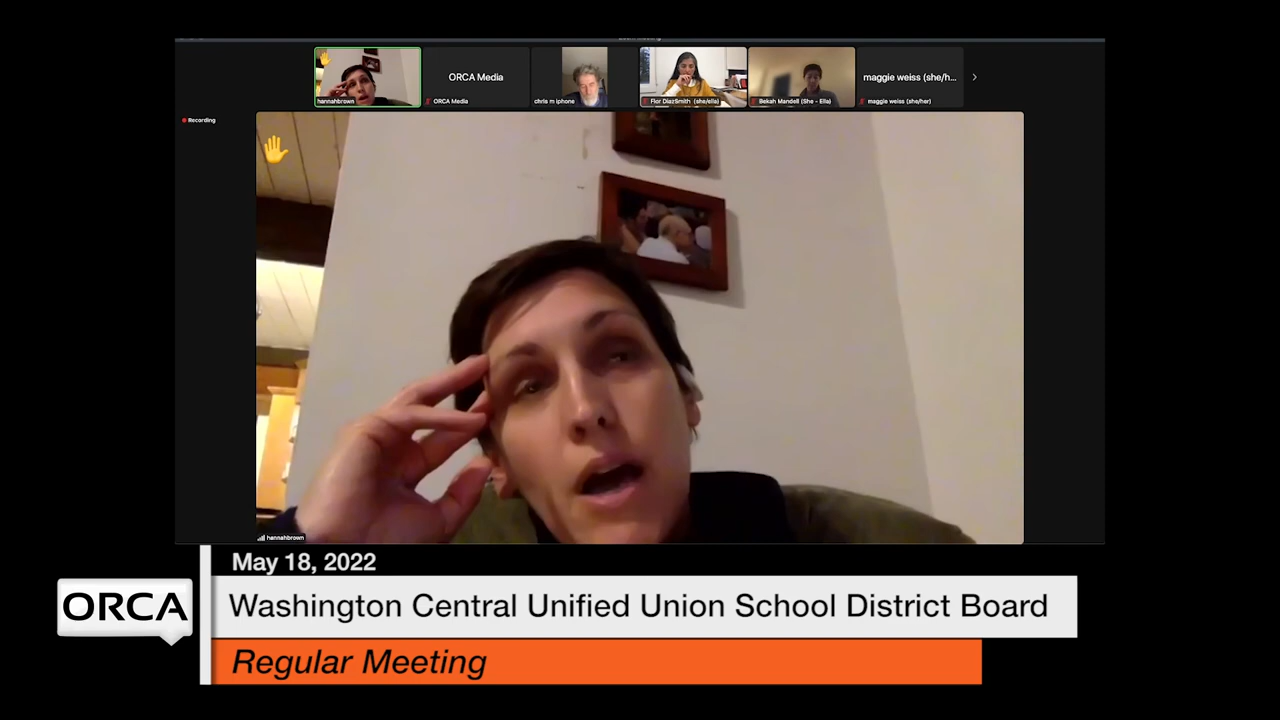 hannahbrown
ORCA Media
ORCA Media
chris m iphone
Flor DiazSmith (she/ella)
Bekah Mandell (She - Ella)
maggie weiss (she/h...
maggie weiss (she/her)
Recording
hannahbrown
May 18, 2022
ORCA
Washington Central Unified Union School District Board
Regular Meeting